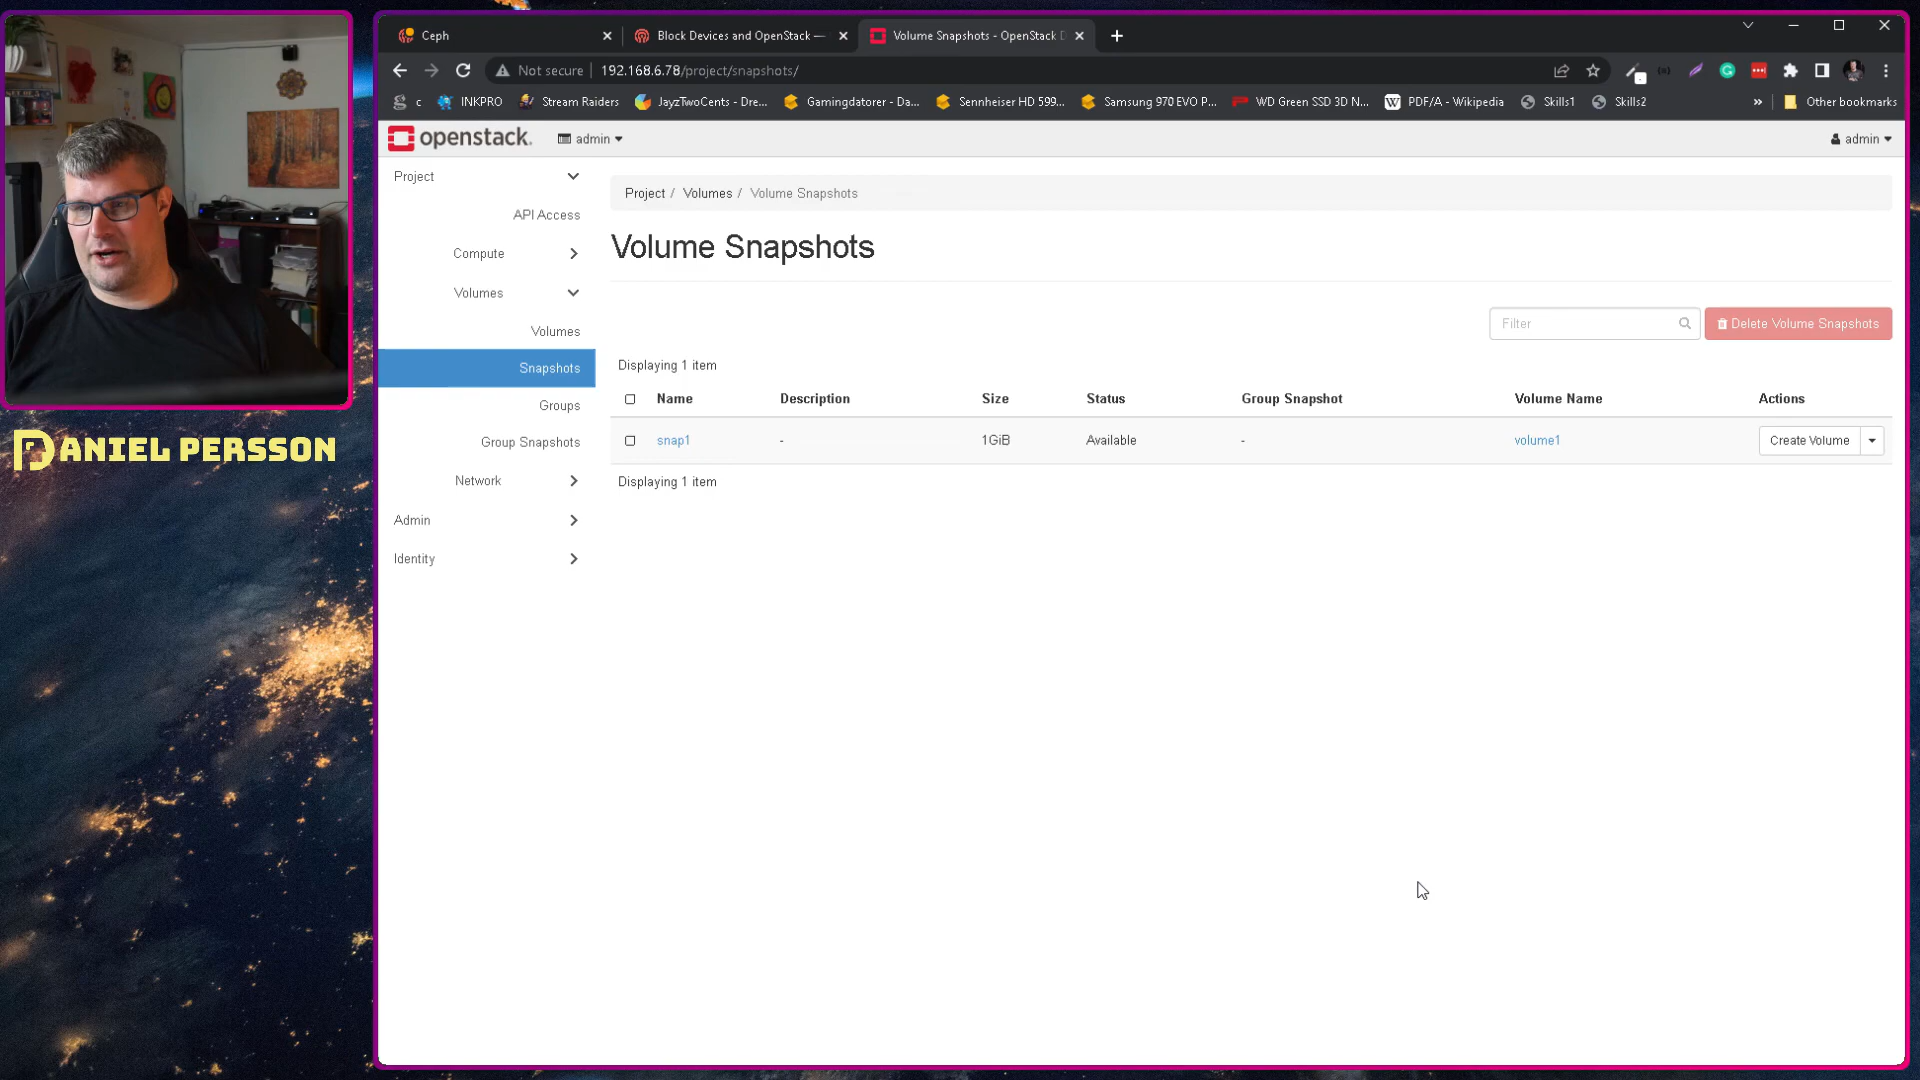 Ceph
Block Devices and OpenStack —
Volume Snapshots - OpenStack D
Not secure
192.168.6.78/project/snapshots/
c
INKPRO
Stream Raiders
JayzTwoCents - Dre...
Gamingdatorer - Da...
Sennheiser HD 599...
Samsung 970 EVO P...
WD Green SSD 3D N...
W PDF/A - Wikipedia
Skills1
Skills2
»
Other bookmarks
openstack.
admin
admin
Project
API Access
Compute
Volumes
Volumes
Snapshots
Groups
Group Snapshots
Network
Admin
Identity
Project / Volumes / Volume Snapshots
Volume Snapshots
Filter
Delete Volume Snapshots
Displaying 1 item
Name Description Size Status Group Snapshot Volume Name Actions
snap1 - 1GiB Available - volume1 Create Volume
Displaying 1 item
DANIEL PERSSON